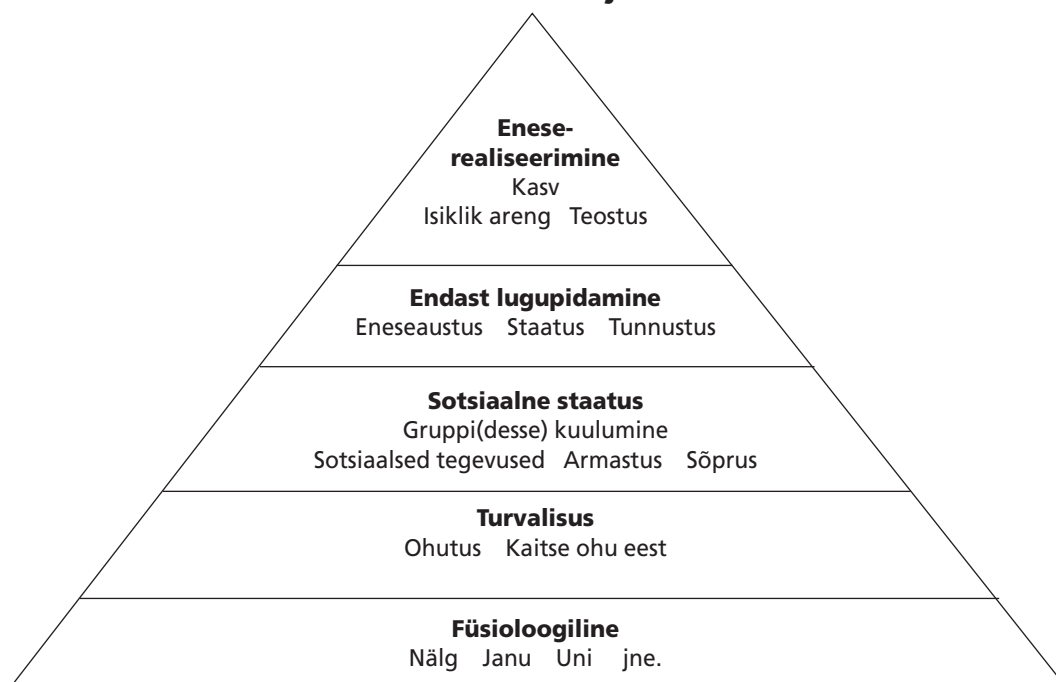 Enese-
realiseerimine
Kasv
Isiklik areng Teostus
Endast lugupidamine
Eneseaustus Staatus Tunnustus
Sotsiaalne staatus
Gruppi(desse) kuulumine
Sotsiaalsed tegevused Armastus Sõprus
Turvalisus
Ohutus Kaitse ohu eest
Füsioloogiline
Nälg Janu Uni jne.